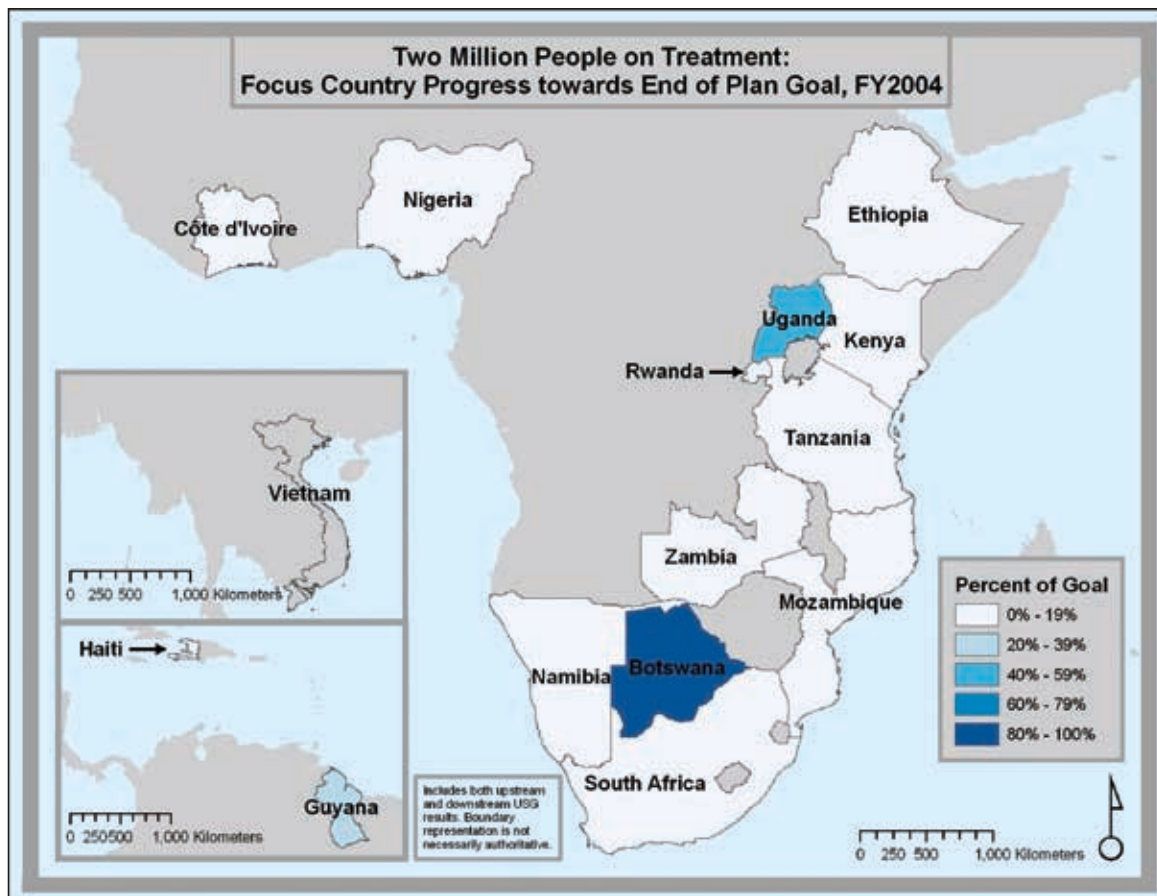 Two Million People on Treatment:
Focus Country Progress towards End of Plan Goal, FY2004
Côte d'Ivoire
Nigeria
Ethiopia
Uganda
Kenya
Rwanda
Tanzania
Vietnam
0 250 500 1,000 Kilometers
Zambia
Mozambique
Percent of Goal
0% - 19%
20% - 39%
40% - 59%
60% - 79%
80% - 100%
Haiti
Namibia
Botswana
South Africa
Guyana
0 250500 1,000 Kilometers
Includes both upstream
and downstream USG
results. Boundary
representation is not
necessarily authoritative.
0 250 500 1,000 Kilometers